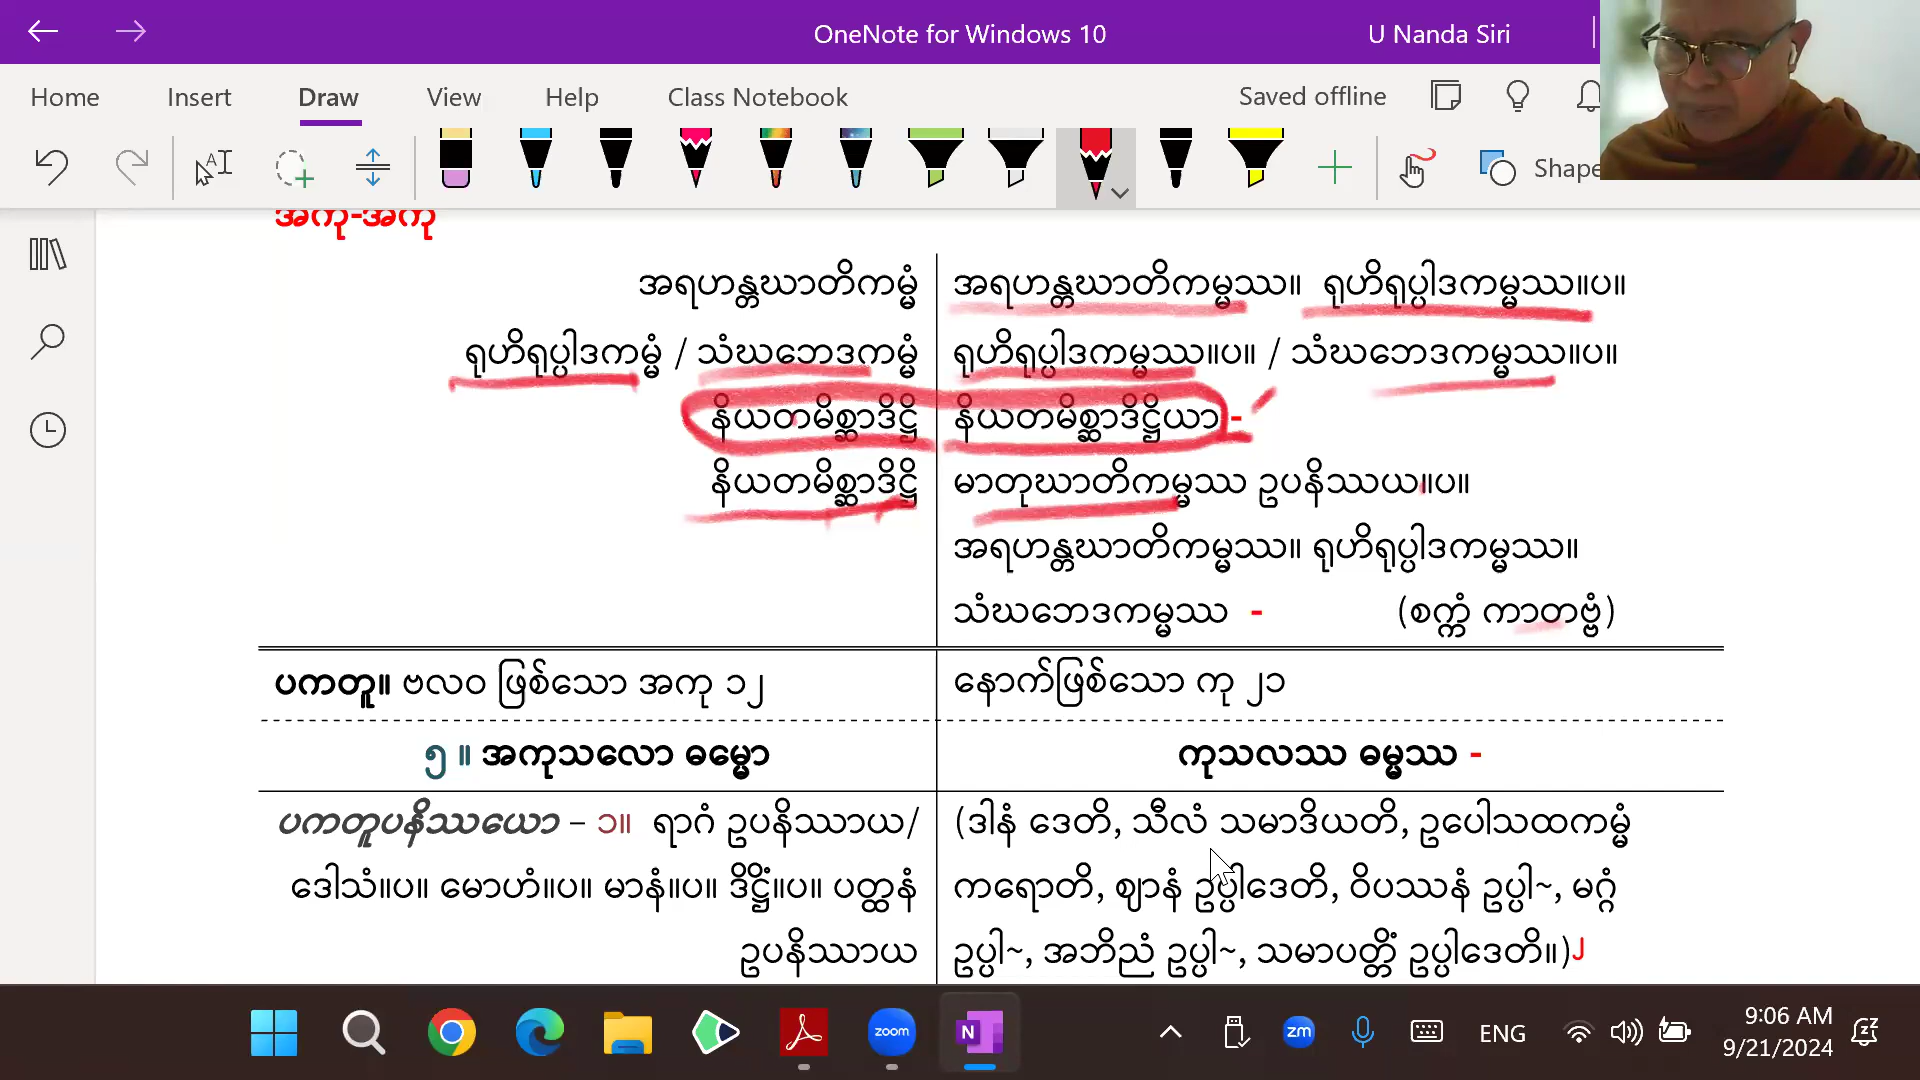 OneNote for Windows 10
U Nanda Siri
Home Insert Draw View Help Class Notebook
Saved offline
Shape
အကု-အကု
အရဟန္တဃာတိကမ္မံ အရဟန္တဃာတိကမ္မဿ။ ရုဟိရုပ္ပါဒကမ္မဿ။ပ။
ရုဟိရုပ္ပါဒကမ္မံ / သံဃဘေဒကမ္မံ ရုဟိရုပ္ပါဒကမ္မဿ။ပ။ / သံဃဘေဒကမ္မဿ။ပ။
နိယတမိစ္ဆာဒိဋ္ဌိ နိယတမိစ္ဆာဒိဋ္ဌိယာ -
နိယတမိစ္ဆာဒိဋ္ဌိ မာတုဃာတိကမ္မဿ ဥပနိဿယ။ပ။
အရဟန္တဃာတိကမ္မဿ။ ရုဟိရုပ္ပါဒကမ္မဿ။
သံဃဘေဒကမ္မဿ - (စက္ကံ ကာတဗ္ဗံ)
ပကတူ။ ဗလဝ ဖြစ်သော အကု ၁၂ နောက်ဖြစ်သော ကု ၂၁
၅ ။ အကုသလော ဓမ္မော ကုသလဿ ဓမ္မဿ -
ပကတူပနိဿယော – ၁။ ရာဂံ ဥပနိဿာယ/ (ဒါနံ ဒေတိ, သီလံ သမာဒိယတိ, ဥပေါသထကမ္မံ
ဒေါသံ။ပ။ မောဟံ။ပ။ မာနံ။ပ။ ဒိဋ္ဌိံ။ပ။ ပတ္ထနံ ကရောတိ, ဈာနံ ဥပ္ပါဒေတိ, ဝိပဿနံ ဥပ္ပါ~, မဂ္ဂံ
ဥပနိဿာယ ဥပ္ပါ~, အဘိညံ ဥပ္ပါ~, သမာပတ္တိံ ဥပ္ပါဒေတိ။)၂
zoom
N
zm
ENG
9:06 AM
9/21/2024